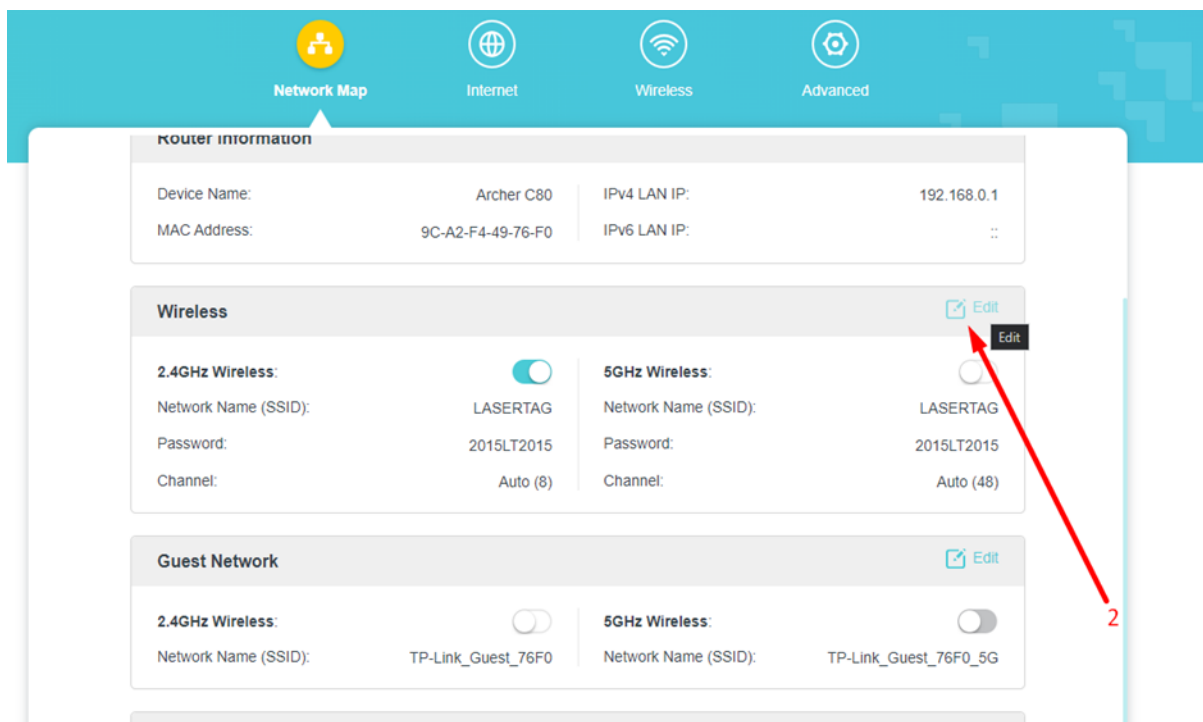 Network Map Internet Wireless Advanced
Router Information
Device Name: Archer C80 IPv4 LAN IP: 192.168.0.1
MAC Address: 9C-A2-F4-49-76-F0 IPv6 LAN IP: ::
Wireless Edit
Edit
2.4GHz Wireless: 5GHz Wireless:
Network Name (SSID): LASERTAG Network Name (SSID): LASERTAG
Password: 2015LT2015 Password: 2015LT2015
Channel: Auto (8) Channel: Auto (48)
Guest Network Edit
2
2.4GHz Wireless: 5GHz Wireless:
Network Name (SSID): TP-Link_Guest_76F0 Network Name (SSID): TP-Link_Guest_76F0_5G